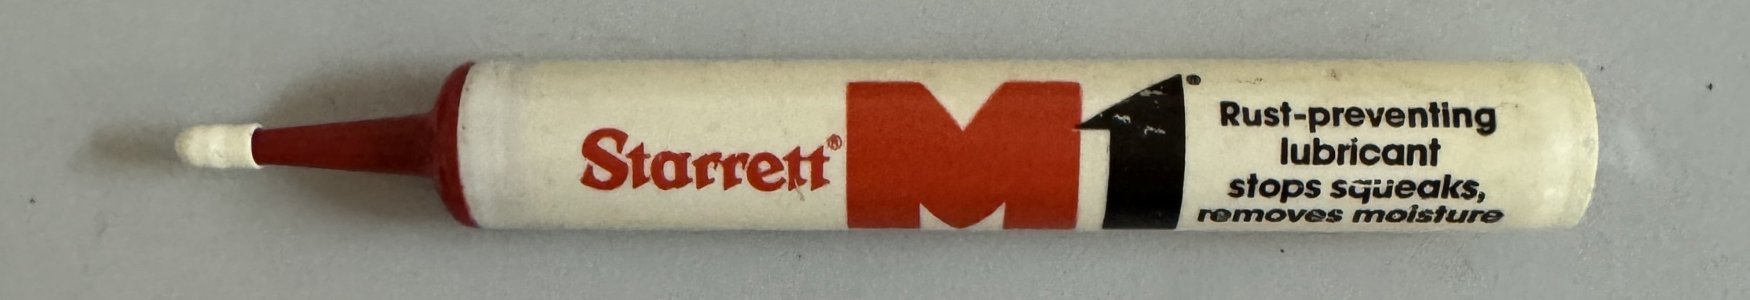 Starrett® M1®
Rust-preventing
lubricant
stops squeaks,
removes moisture